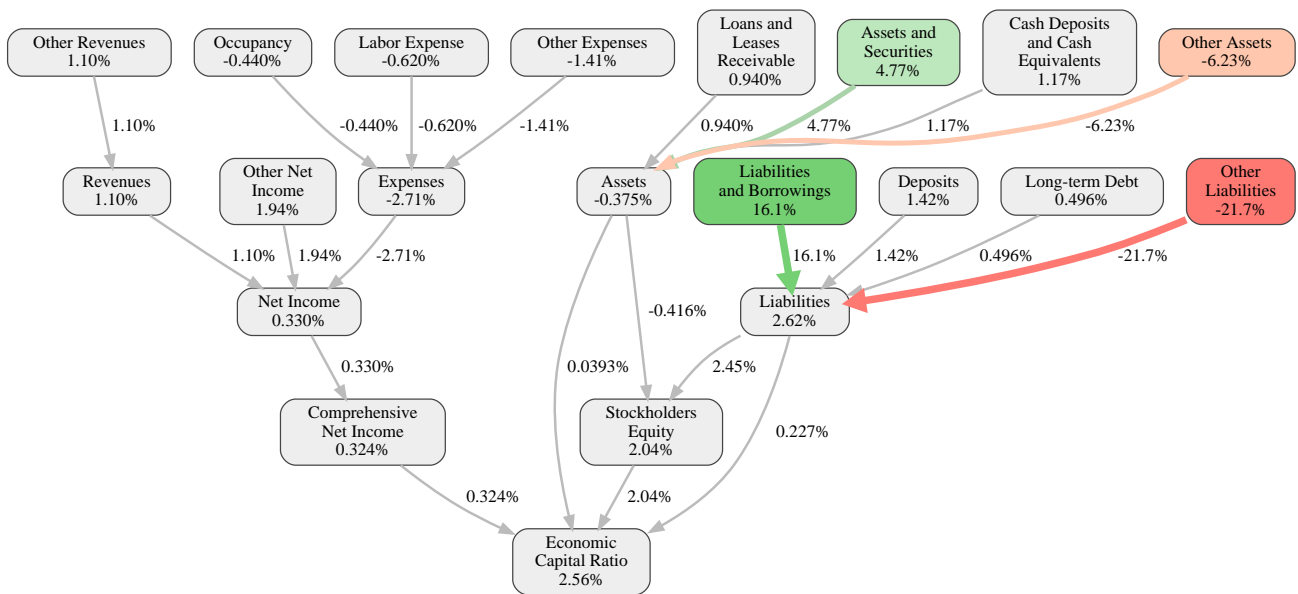 Other Revenues
1.10%
Occupancy
-0.440%
Labor Expense
-0.620%
Other Expenses
-1.41%
Loans and
Leases
Receivable
0.940%
Assets and
Securities
4.77%
Cash Deposits
and Cash
Equivalents
1.17%
Other Assets
-6.23%
1.10%
-0.440%
-0.620%
-1.41%
0.940%
4.77%
1.17%
-6.23%
Revenues
1.10%
Other Net
Income
1.94%
Expenses
-2.71%
Assets
-0.375%
Liabilities
and Borrowings
16.1%
Deposits
1.42%
Long-term Debt
0.496%
Other
Liabilities
-21.7%
1.10%
1.94%
-2.71%
16.1%
1.42%
0.496%
-21.7%
Net Income
0.330%
-0.416%
Liabilities
2.62%
0.330%
0.0393%
2.45%
Comprehensive
Net Income
0.324%
Stockholders
Equity
2.04%
0.227%
0.324%
2.04%
Economic
Capital Ratio
2.56%